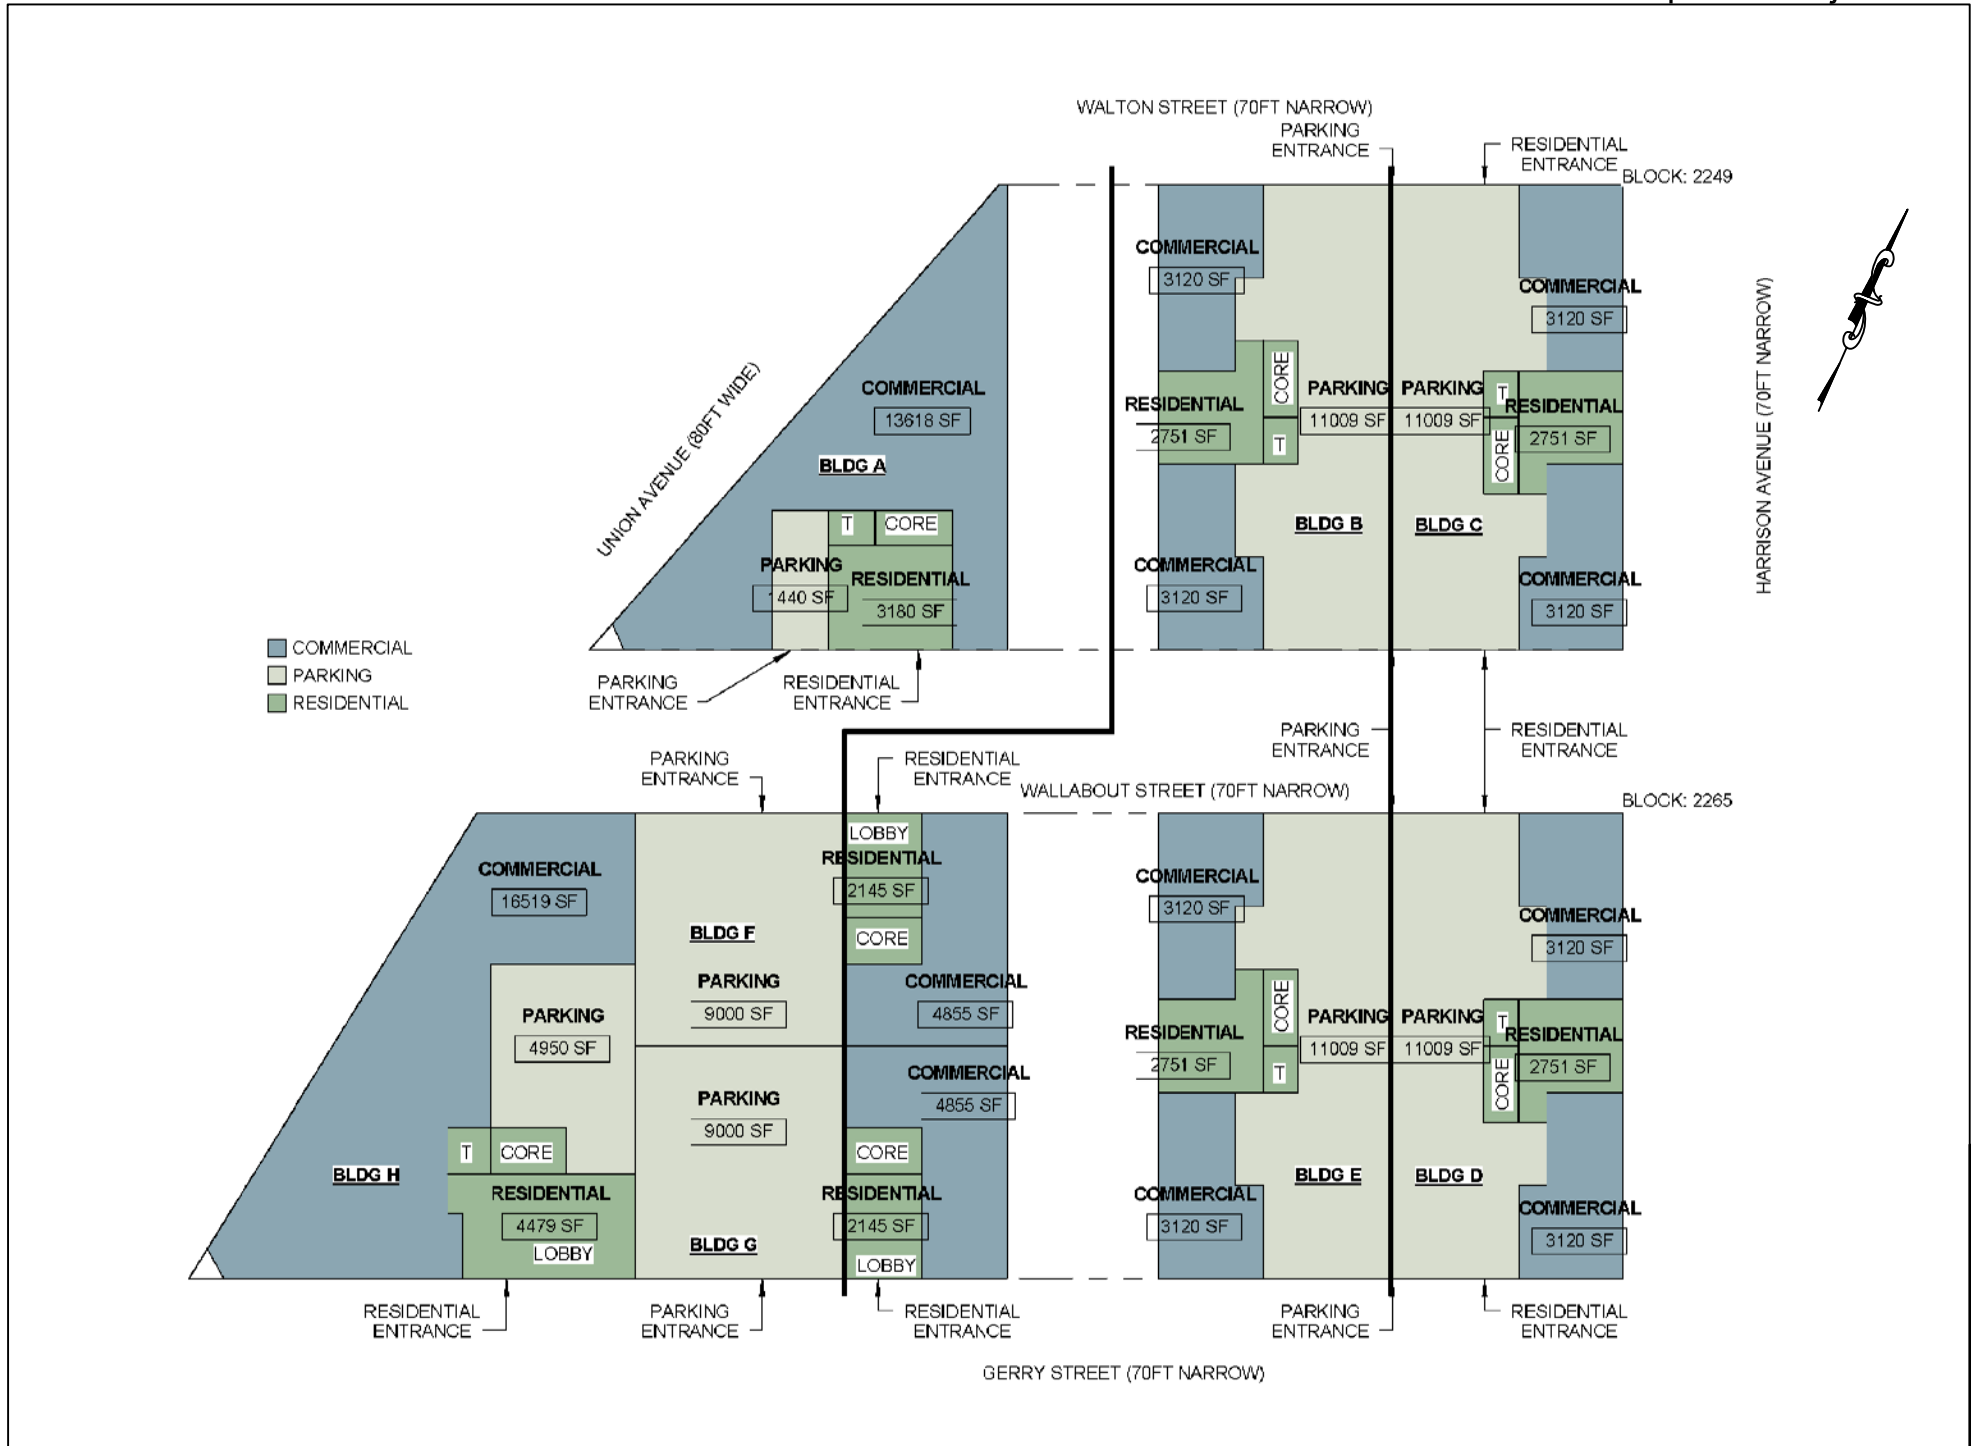 WALTON STREET (70FT NARROW)
PARKING
ENTRANCE
RESIDENTIAL
ENTRANCE
BLOCK: 2249
COMMERCIAL
3120 SF
COMMERCIAL
3120 SF
HARRISON AVENUE (70FT NARROW)
UNION AVENUE (80FT WIDE)
COMMERCIAL
13618 SF
BLDG A
CORE
T
PARKING
11009 SF
PARKING
11009 SF
T
CORE
RESIDENTIAL
2751 SF
RESIDENTIAL
2751 SF
BLDG B
BLDG C
T
CORE
PARKING
1440 SF
RESIDENTIAL
3180 SF
COMMERCIAL
3120 SF
COMMERCIAL
3120 SF
COMMERCIAL
PARKING
RESIDENTIAL
PARKING
ENTRANCE
RESIDENTIAL
ENTRANCE
PARKING
ENTRANCE
RESIDENTIAL
ENTRANCE
PARKING
ENTRANCE
RESIDENTIAL
ENTRANCE
WALLABOUT STREET (70FT NARROW)
BLOCK: 2265
COMMERCIAL
16519 SF
LOBBY
RESIDENTIAL
2145 SF
CORE
BLDG F
PARKING
9000 SF
COMMERCIAL
4855 SF
PARKING
4950 SF
COMMERCIAL
3120 SF
COMMERCIAL
3120 SF
CORE
T
RESIDENTIAL
2751 SF
PARKING
11009 SF
PARKING
11009 SF
T
CORE
RESIDENTIAL
2751 SF
PARKING
9000 SF
COMMERCIAL
4855 SF
T
CORE
CORE
BLDG H
RESIDENTIAL
4479 SF
LOBBY
BLDG G
RESIDENTIAL
2145 SF
LOBBY
BLDG E
BLDG D
COMMERCIAL
3120 SF
COMMERCIAL
3120 SF
RESIDENTIAL
ENTRANCE
PARKING
ENTRANCE
RESIDENTIAL
ENTRANCE
PARKING
ENTRANCE
RESIDENTIAL
ENTRANCE
GERRY STREET (70FT NARROW)